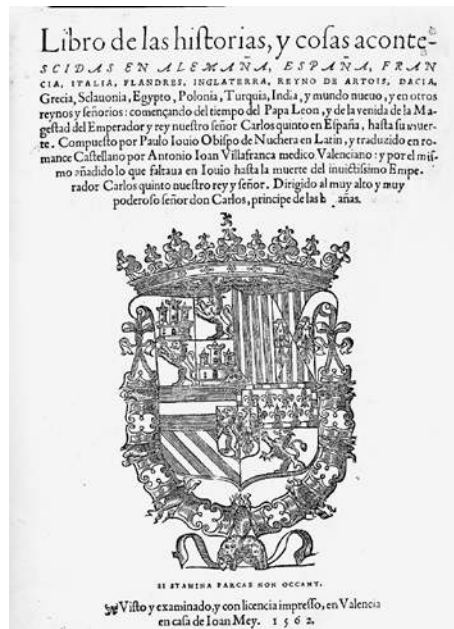 Libro de las hiſtorias, y coſas aconte-
SCIDAS EN ALEMAÑA, ESPAÑA, FRAN
CIA, ITALIA, FLANDRES, INGLATERRA, REYNO DE ARTOIS, DACIA,
Grecia, Sclauonia, Egypto, Polonia, Turquia, India, y mundo nueuo, y en otros
reynos y ſeñorios: començando del tiempo del Papa Leon, y de la venida de la Ma-
geſtad del Emperador y rey nueſtro ſeñor Carlos quinto en Eſpaña, haſta ſu muer-
te. Compueſto por Paulo Iouio Obiſpo de Nuchera en Latin, y traduzido en ro-
mance Caſtellano por Antonio Ioan Villafranca medico Valenciano: y por el miſ-
mo añadido lo que faltaua en Iouio haſta la muerte del inuictiſsimo Empe-
rador Carlos quinto nueſtro rey y ſeñor. Dirigido al muy alto y muy
poderoſo ſeñor don Carlos, principe de las añas.
SI STAMINA PARCAE NON OCCANT.
Viſto y examinado, y con licencia impreſſo, en Valencia
en caſa de Ioan Mey. 1562.